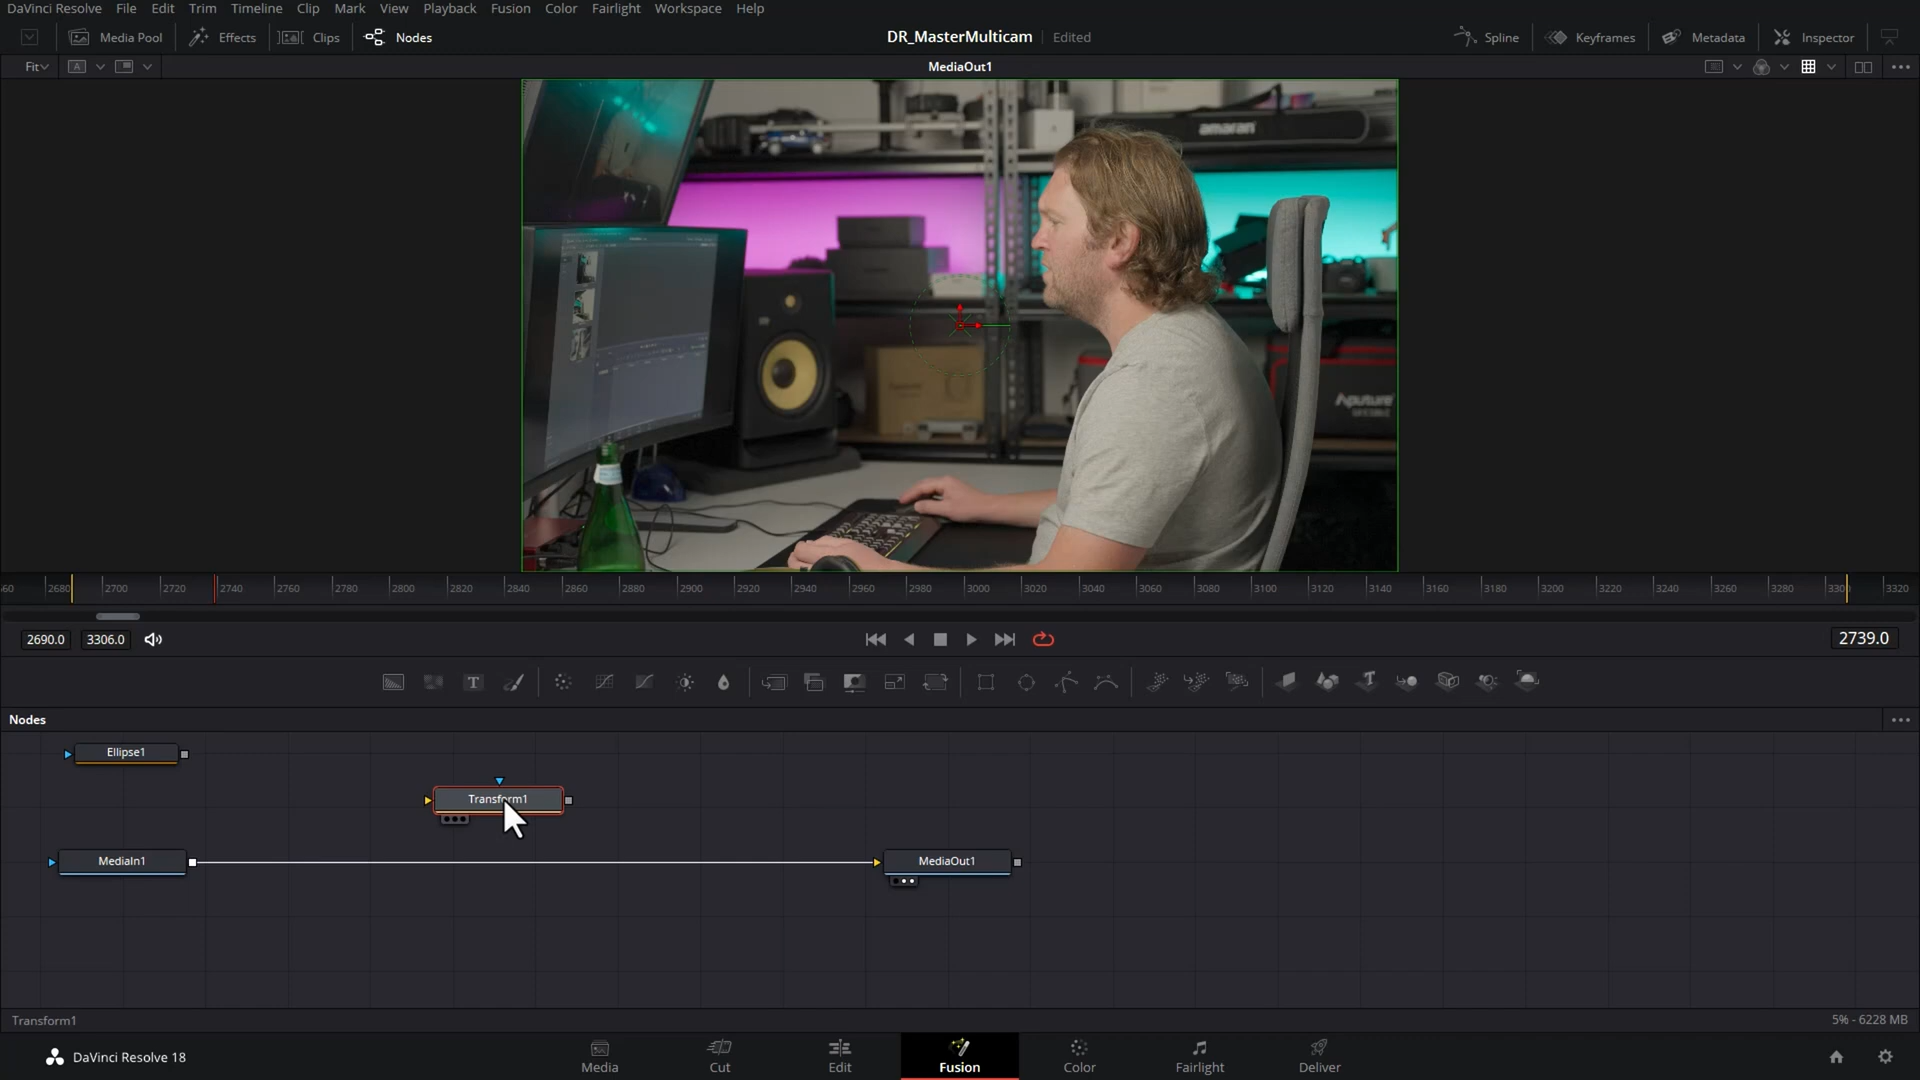 DaVinci Resolve File Edit Trim Timeline Clip Mark View Playback Fusion Color Fairlight Workspace Help
Media Pool Effects Clips Nodes DR_MasterMulticam Edited Spline Keyframes Metadata Inspector
Fit A MediaOut1
amaran
Aputure
60 2680 2700 2720 2740 2760 2780 2800 2820 2840 2860 2880 2900 2920 2940 2960 2980 3000 3020 3040 3060 3080 3100 3120 3140 3160 3180 3200 3220 3240 3260 3280 3300 3320
2690.0 3306.0 2739.0
T
Nodes
Ellipse1
Transform1
MediaIn1 MediaOut1
Transform1 5% - 6228 MB
DaVinci Resolve 18 Media Cut Edit Fusion Color Fairlight Deliver